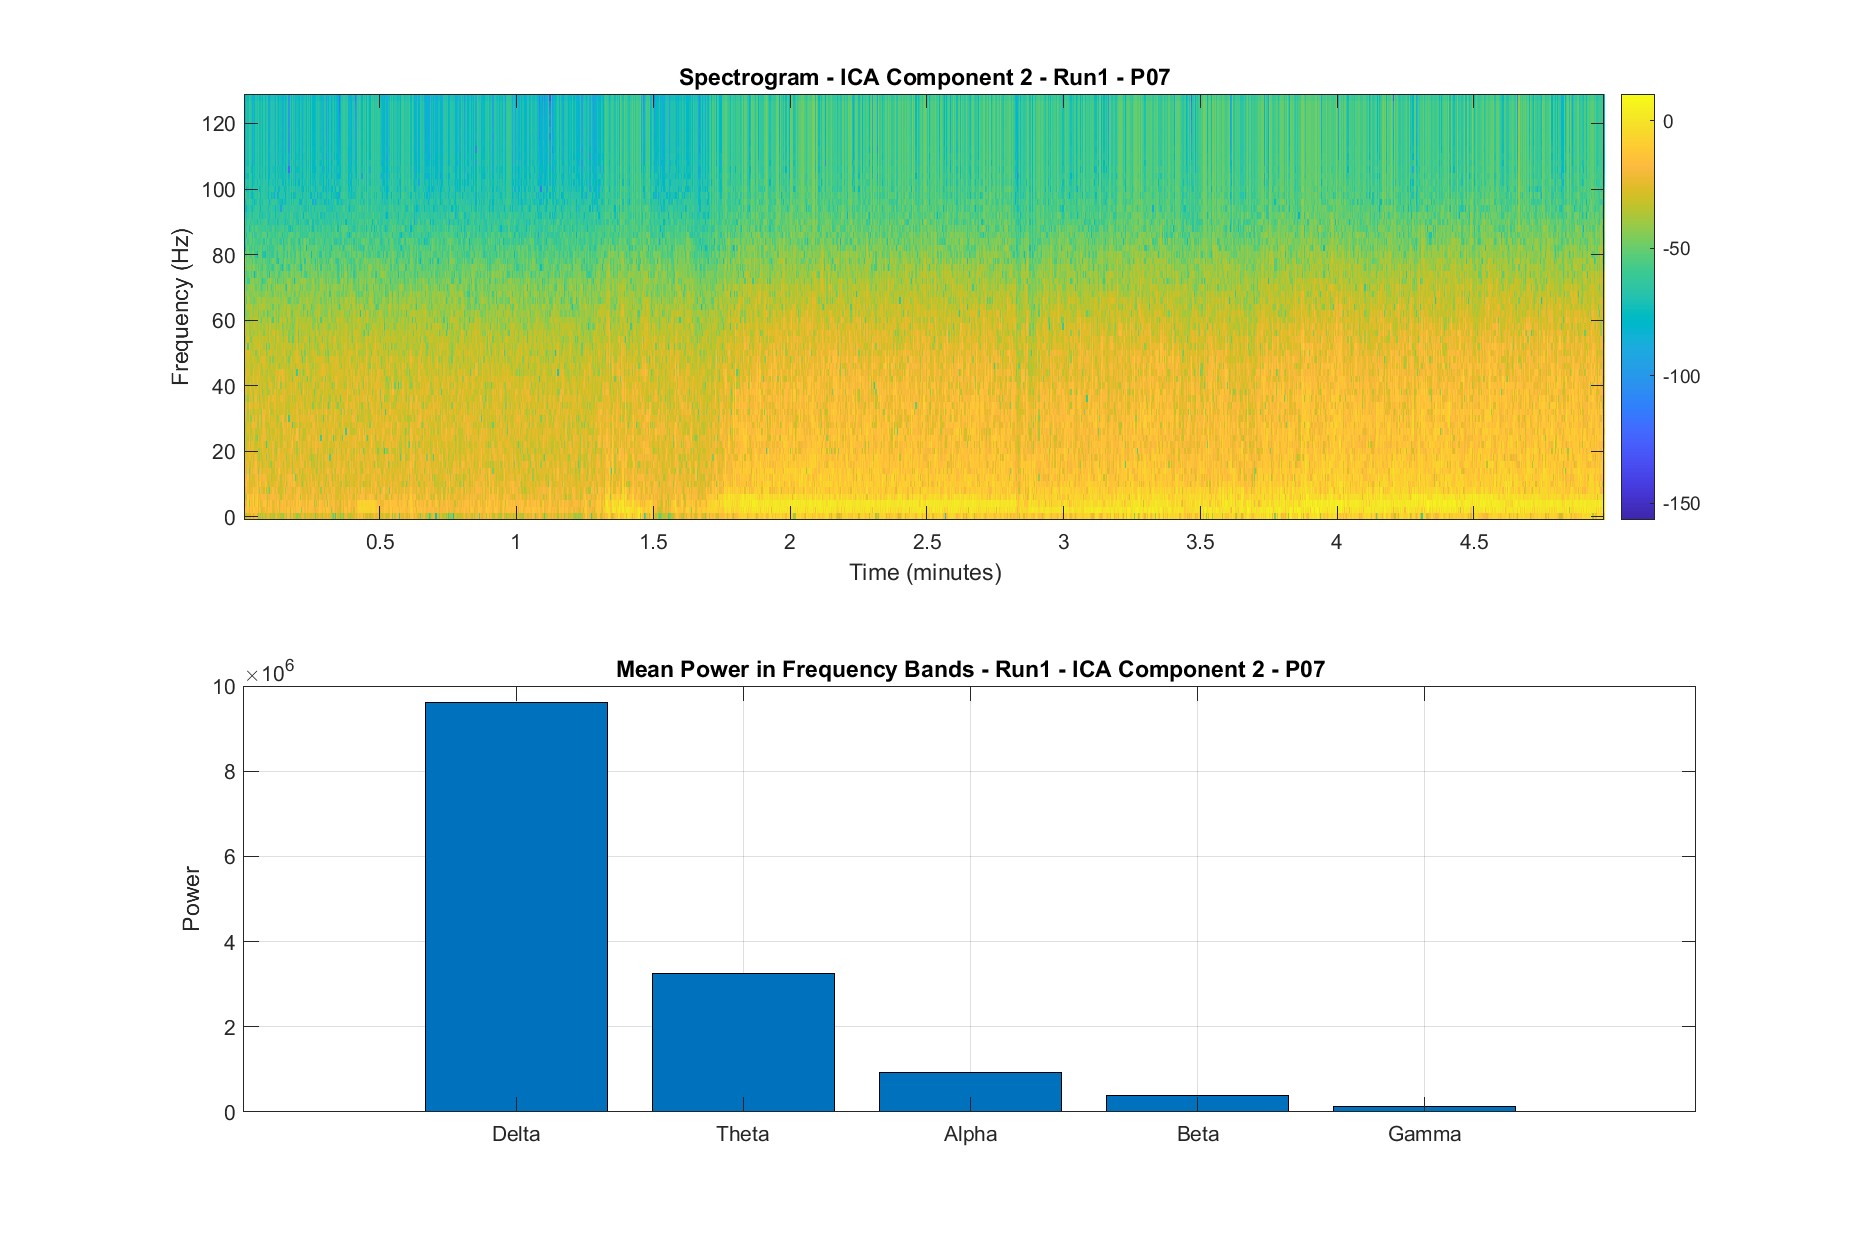 Spectrogram - ICA Component 2 - Run1 - P07
120
100
80
60
40
20
0
Frequency (Hz)
0.5 1 1.5 2 2.5 3 3.5 4 4.5
Time (minutes)
0
-50
-100
-150
Mean Power in Frequency Bands - Run1 - ICA Component 2 - P07
×10^6
10
8
6
4
2
0
Power
Delta Theta Alpha Beta Gamma